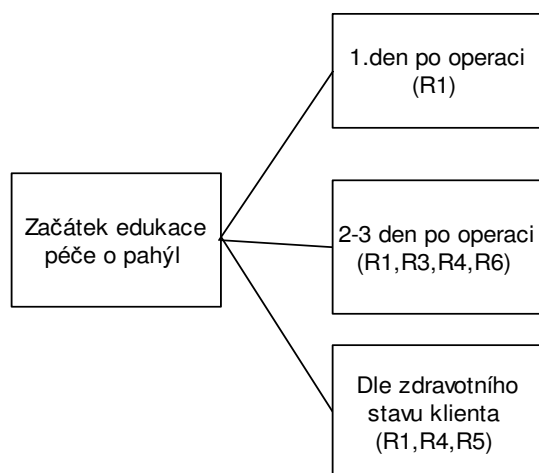 1.den po operaci
(R1)
Začátek edukace
péče o pahýl
2-3 den po operaci
(R1,R3,R4,R6)
Dle zdravotního
stavu klienta
(R1,R4,R5)